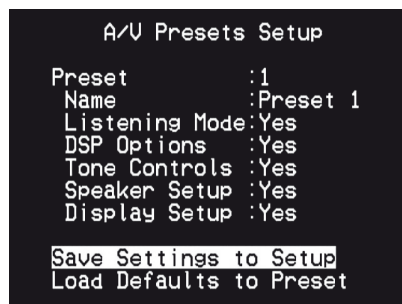 A/V Presets Setup
Preset :1
Name :Preset 1
Listening Mode:Yes
DSP Options :Yes
Tone Controls :Yes
Speaker Setup :Yes
Display Setup :Yes
Save Settings to Setup
Load Defaults to Preset